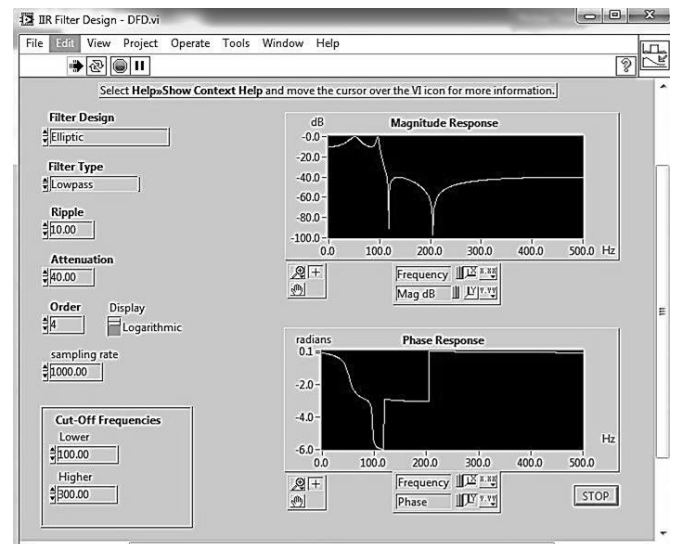 IIR Filter Design - DFD.vi
File Edit View Project Operate Tools Window Help
Select Help»Show Context Help and move the cursor over the VI icon for more information.
Filter Design
Elliptic
Filter Type
Lowpass
Ripple
10.00
Attenuation
40.00
Order Display
4 Logarithmic
sampling rate
1000.00
Cut-Off Frequencies
Lower
100.00
Higher
300.00
dB Magnitude Response
-0.0
-20.0
-40.0
-60.0
-80.0
-100.0
0.0 100.0 200.0 300.0 400.0 500.0 Hz
Frequency
Mag dB
radians Phase Response
0.1
-2.0
-4.0
-6.0
Hz
0.0 100.0 200.0 300.0 400.0 500.0
Frequency
Phase
STOP